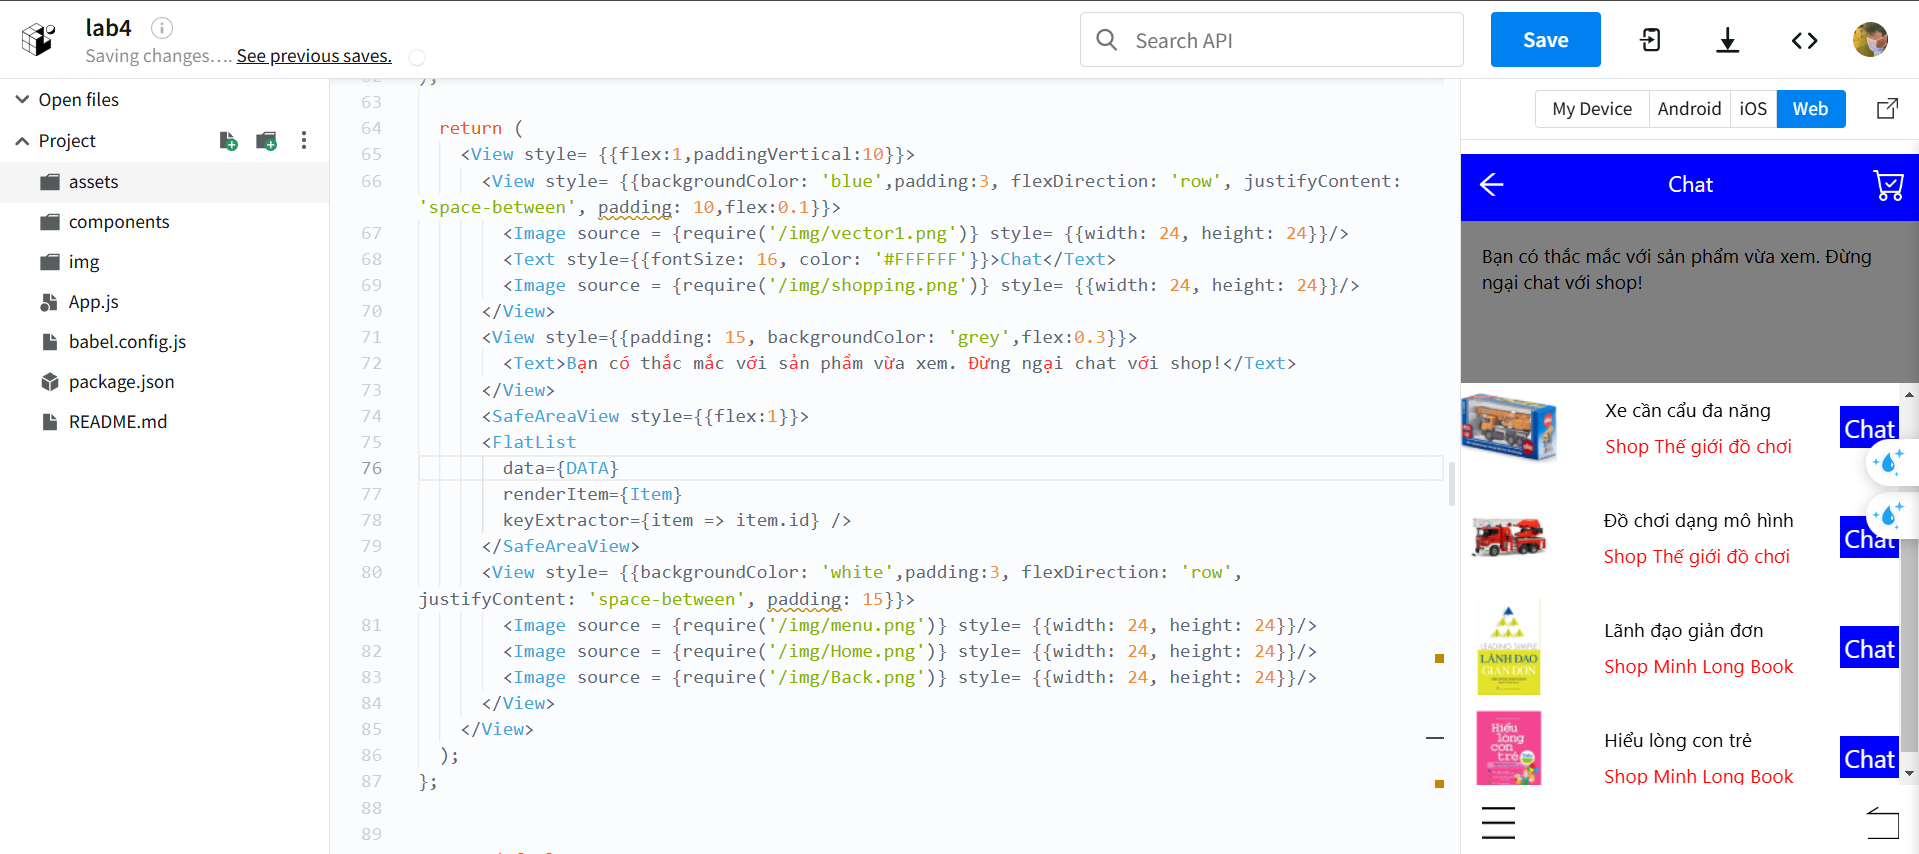 lab4
Saving changes.... See previous saves.
Search API
Save
Open files
Project
assets
components
img
App.js
babel.config.js
package.json
README.md
63
64 return (
65 <View style= {{flex:1,paddingVertical:10}}>
66 <View style= {{backgroundColor: 'blue',padding:3, flexDirection: 'row', justifyContent:
'space-between', padding: 10,flex:0.1}}>
67 <Image source = {require('/img/vector1.png')} style= {{width: 24, height: 24}}/>
68 <Text style={{fontSize: 16, color: '#FFFFFF'}}>Chat</Text>
69 <Image source = {require('/img/shopping.png')} style= {{width: 24, height: 24}}/>
70 </View>
71 <View style={{padding: 15, backgroundColor: 'grey',flex:0.3}}>
72 <Text>Bạn có thắc mắc với sản phẩm vừa xem. Đừng ngại chat với shop!</Text>
73 </View>
74 <SafeAreaView style={{flex:1}}>
75 <FlatList
76 data={DATA}
77 renderItem={Item}
78 keyExtractor={item => item.id} />
79 </SafeAreaView>
80 <View style= {{backgroundColor: 'white',padding:3, flexDirection: 'row',
justifyContent: 'space-between', padding: 15}}>
81 <Image source = {require('/img/menu.png')} style= {{width: 24, height: 24}}/>
82 <Image source = {require('/img/Home.png')} style= {{width: 24, height: 24}}/>
83 <Image source = {require('/img/Back.png')} style= {{width: 24, height: 24}}/>
84 </View>
85 </View>
86 );
87 };
88
89
My Device Android iOS Web
Chat
Bạn có thắc mắc với sản phẩm vừa xem. Đừng
ngại chat với shop!
Xe cần cẩu đa năng
Shop Thế giới đồ chơi
Chat
Đồ chơi dạng mô hình
Shop Thế giới đồ chơi
Chat
LEADING SIMPLE
LÃNH ĐẠO
GIẢN ĐƠN
Lãnh đạo giản đơn
Shop Minh Long Book
Chat
Hiểu
lòng
con
trẻ
Hiểu lòng con trẻ
Shop Minh Long Book
Chat